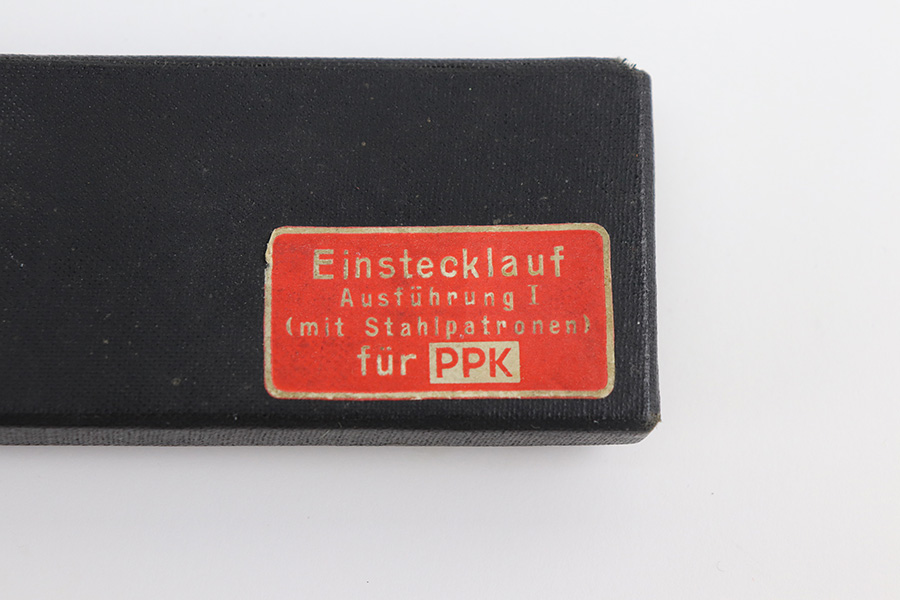 Einstecklauf
Ausführung I
(mit Stahlpatronen)
für PPK